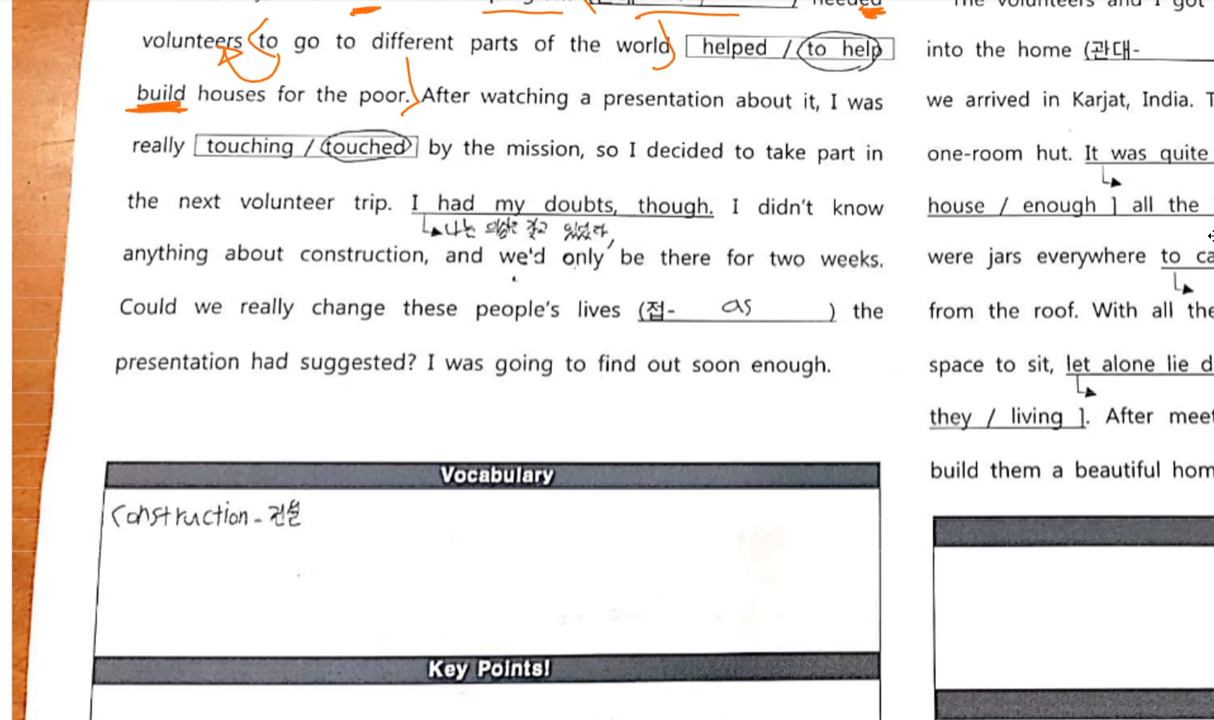 needed
volunteers to go to different parts of the world helped / to help
build houses for the poor. After watching a presentation about it, I was
really touching / touched by the mission, so I decided to take part in
the next volunteer trip. I had my doubts, though. I didn't know
나는 의심을 갖고 있었다
anything about construction, and we'd only be there for two weeks.
Could we really change these people's lives (접- as ) the
presentation had suggested? I was going to find out soon enough.
Vocabulary
Construction - 건설
Key Points!
The volunteers and I got
into the home (관대-
we arrived in Karjat, India.
one-room hut. It was quite
house / enough ] all the
were jars everywhere to
from the roof. With all the
space to sit, let alone lie
they / living ]. After
build them a beautiful